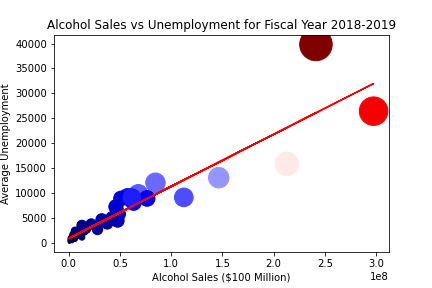 Alcohol Sales vs Unemployment for Fiscal Year 2018-2019
Average Unemployment
40000
35000
30000
25000
20000
15000
10000
5000
0
0.0 0.5 1.0 1.5 2.0 2.5 3.0
1e8
Alcohol Sales ($100 Million)